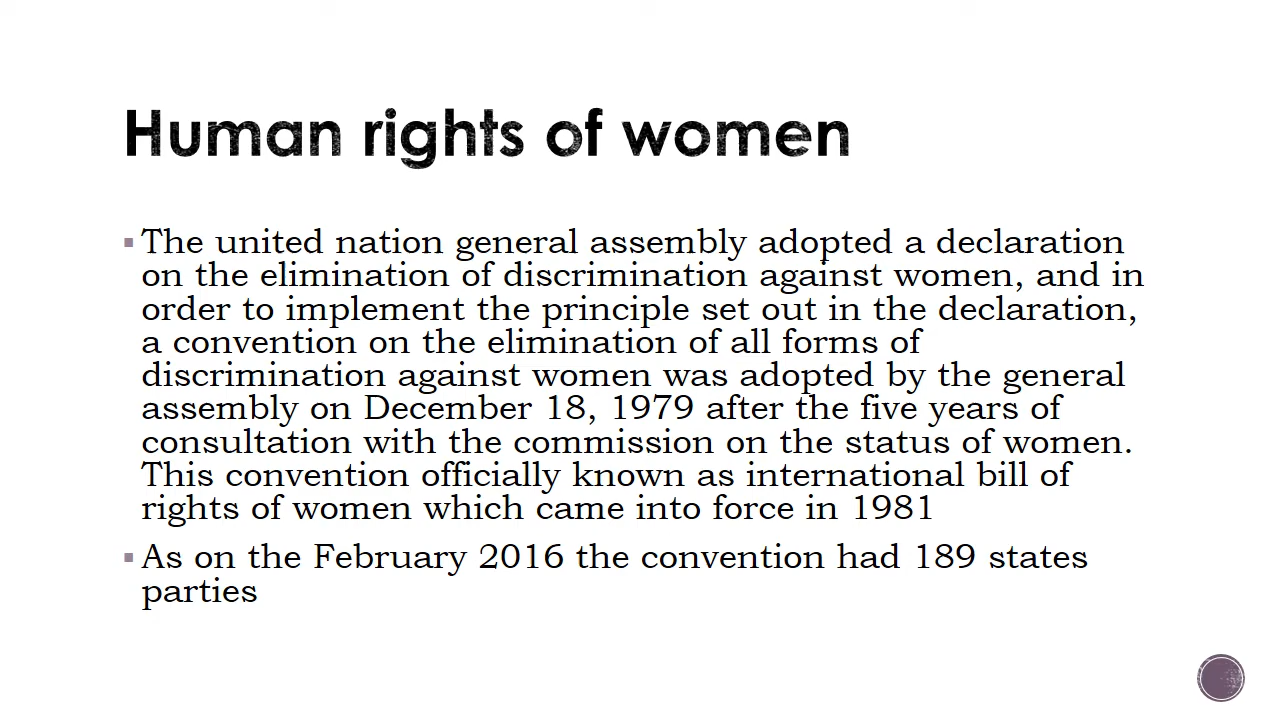 Human rights of women
The united nation general assembly adopted a declaration
on the elimination of discrimination against women, and in
order to implement the principle set out in the declaration,
a convention on the elimination of all forms of
discrimination against women was adopted by the general
assembly on December 18, 1979 after the five years of
consultation with the commission on the status of women.
This convention officially known as international bill of
rights of women which came into force in 1981
As on the February 2016 the convention had 189 states
parties